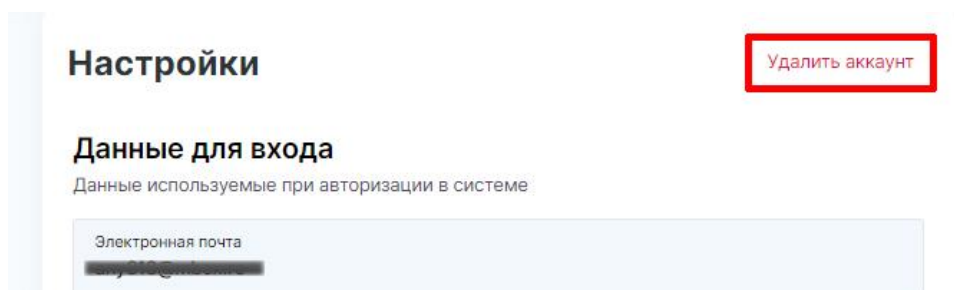 Настройки
Удалить аккаунт
Данные для входа
Данные используемые при авторизации в системе
Электронная почта